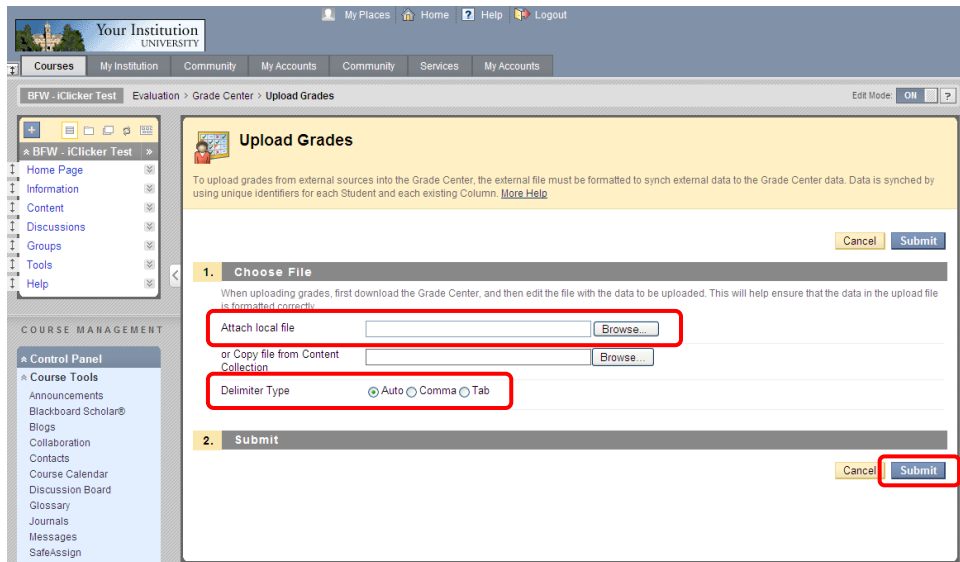 My Places Home ? Help Logout
Your Institution
UNIVERSITY
Courses My Institution Community My Accounts Community Services My Accounts
BFW - iClicker Test Evaluation > Grade Center > Upload Grades Edit Mode: ON ?
+
BFW - iClicker Test »
Home Page
Information
Content
Discussions
Groups
Tools
Help
COURSE MANAGEMENT
Control Panel
Course Tools
Announcements
Blackboard Scholar®
Blogs
Collaboration
Contacts
Course Calendar
Discussion Board
Glossary
Journals
Messages
SafeAssign
Upload Grades
To upload grades from external sources into the Grade Center, the external file must be formatted to synch external data to the Grade Center data. Data is synched by
using unique identifiers for each Student and each existing Column. More Help
Cancel Submit
1. Choose File
When uploading grades, first download the Grade Center, and then edit the file with the data to be uploaded. This will help ensure that the data in the upload file
is formatted correctly.
Attach local file Browse...
or Copy file from Content
Collection
Browse...
Delimiter Type Auto Comma Tab
2. Submit
Cancel Submit